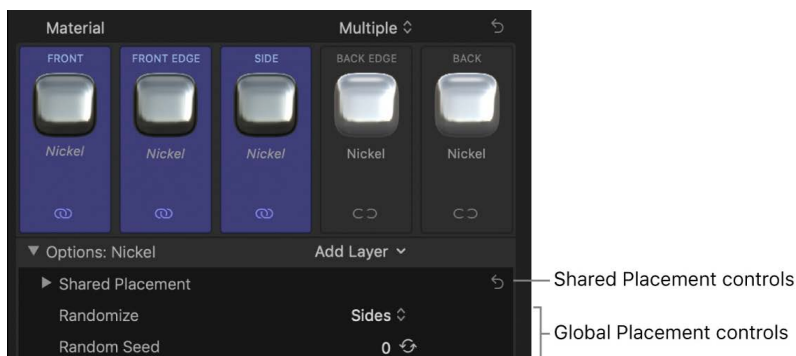 Material Multiple
FRONT FRONT EDGE SIDE BACK EDGE BACK
Nickel Nickel Nickel Nickel Nickel
Options: Nickel Add Layer
Shared Placement Shared Placement controls
Randomize Sides
Global Placement controls
Random Seed 0